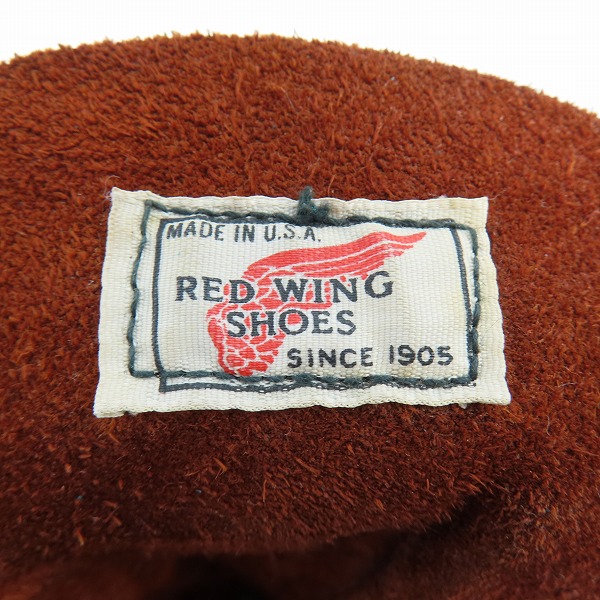 MADE IN U.S.A.
RED WING
SHOES
SINCE 1905